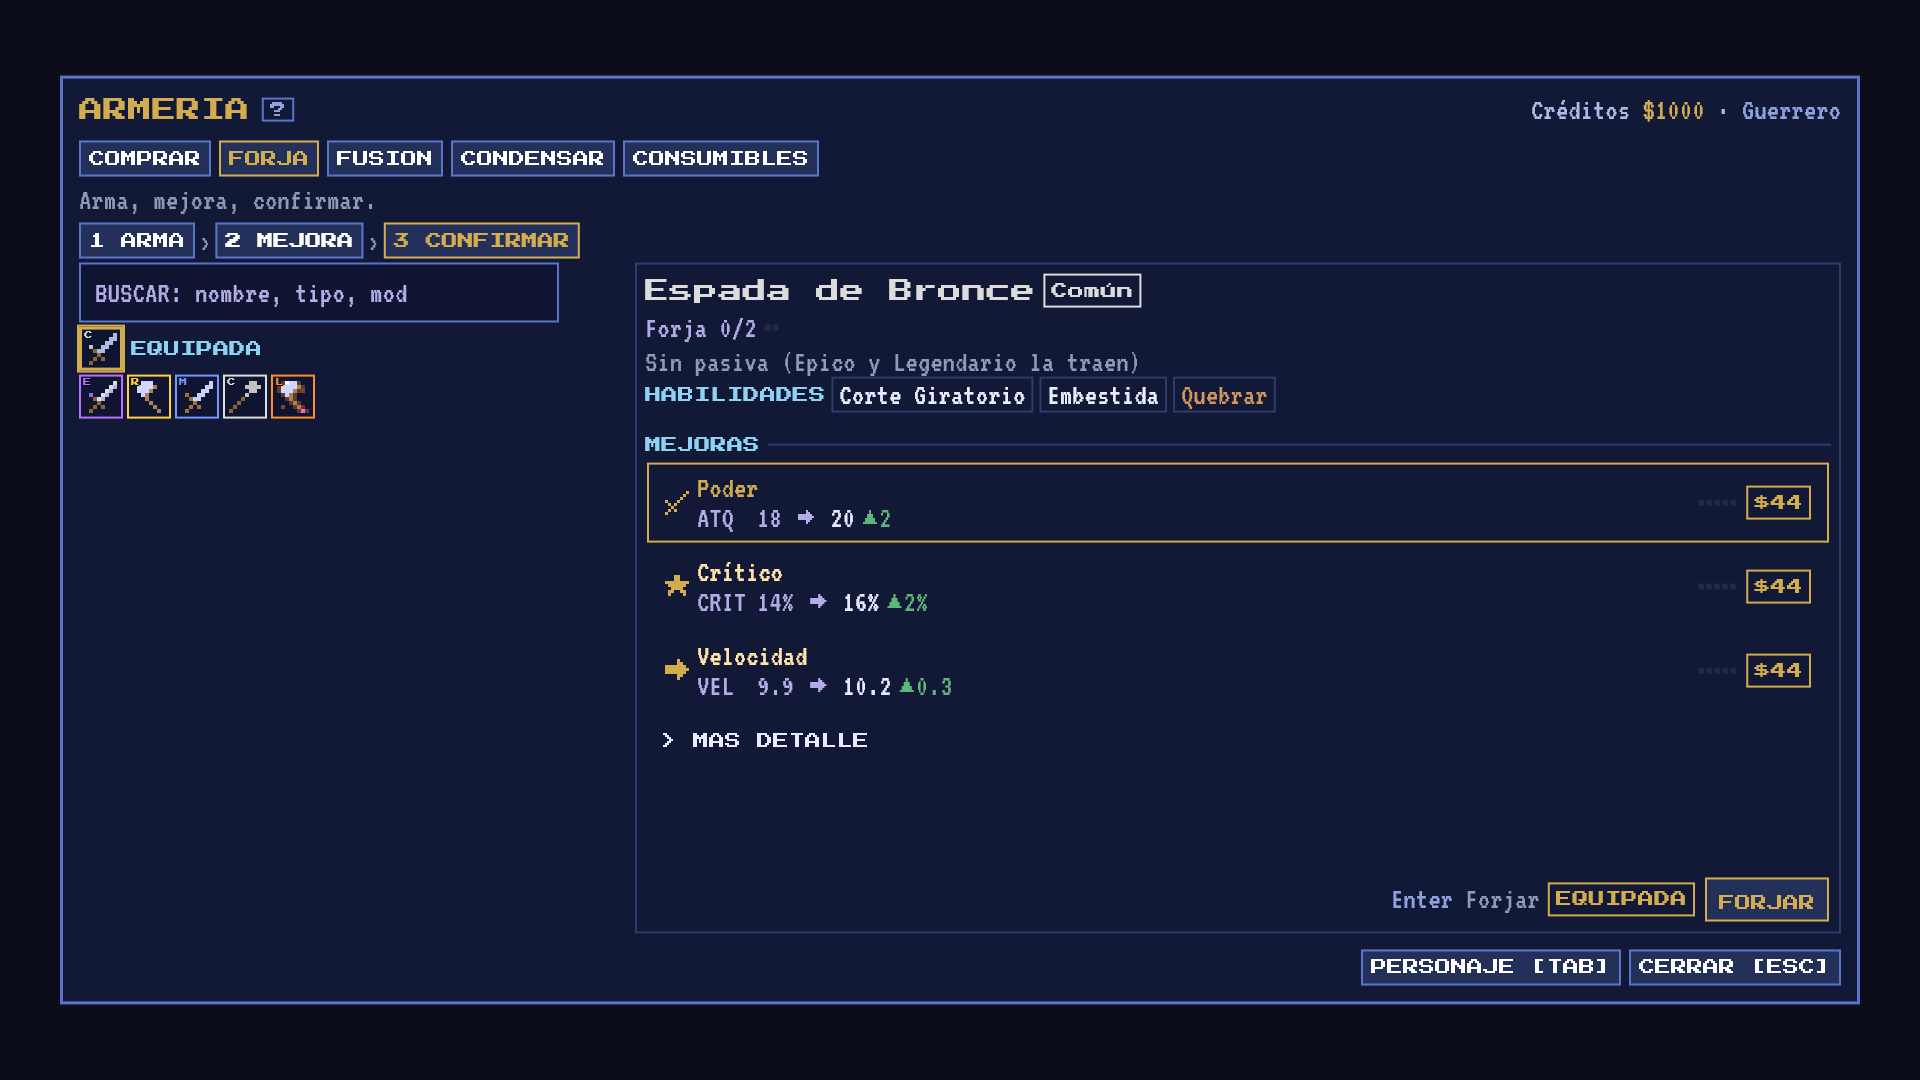 ARMERIA ?
Créditos $1000 · Guerrero
COMPRAR FORJA FUSION CONDENSAR CONSUMIBLES
Arma, mejora, confirmar.
1 ARMA › 2 MEJORA › 3 CONFIRMAR
BUSCAR: nombre, tipo, mod
C EQUIPADA
E R M C L
Espada de Bronce Común
Forja 0/2
Sin pasiva (Epico y Legendario la traen)
HABILIDADES Corte Giratorio Embestida Quebrar
MEJORAS
Poder
ATQ 18 → 20 ▲2
$44
Crítico
CRIT 14% → 16% ▲2%
$44
Velocidad
VEL 9.9 → 10.2 ▲0.3
$44
> MAS DETALLE
Enter Forjar EQUIPADA FORJAR
PERSONAJE [TAB] CERRAR [ESC]